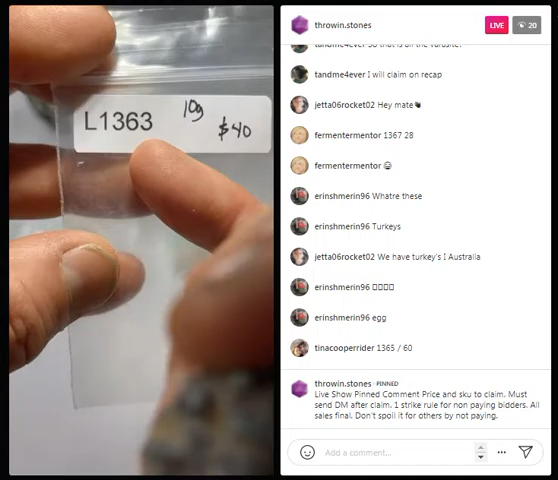 L1363 10g $40
throwin.stones
LIVE
20
tandme4ever I will claim on recap
jetta06rocket02 Hey mate
fermentermentor 1367 28
fermentermentor 😂
erinshmerin96 Whatre these
erinshmerin96 Turkeys
jetta06rocket02 We have turkey's I Australia
erinshmerin96 □□□□
erinshmerin96 egg
tinacooperrider 1365 / 60
throwin.stones · PINNED
Live Show Pinned Comment Price and sku to claim. Must
send DM after claim. 1 strike rule for non paying bidders. All
sales final. Don't spoil it for others by not paying.
Add a comment...